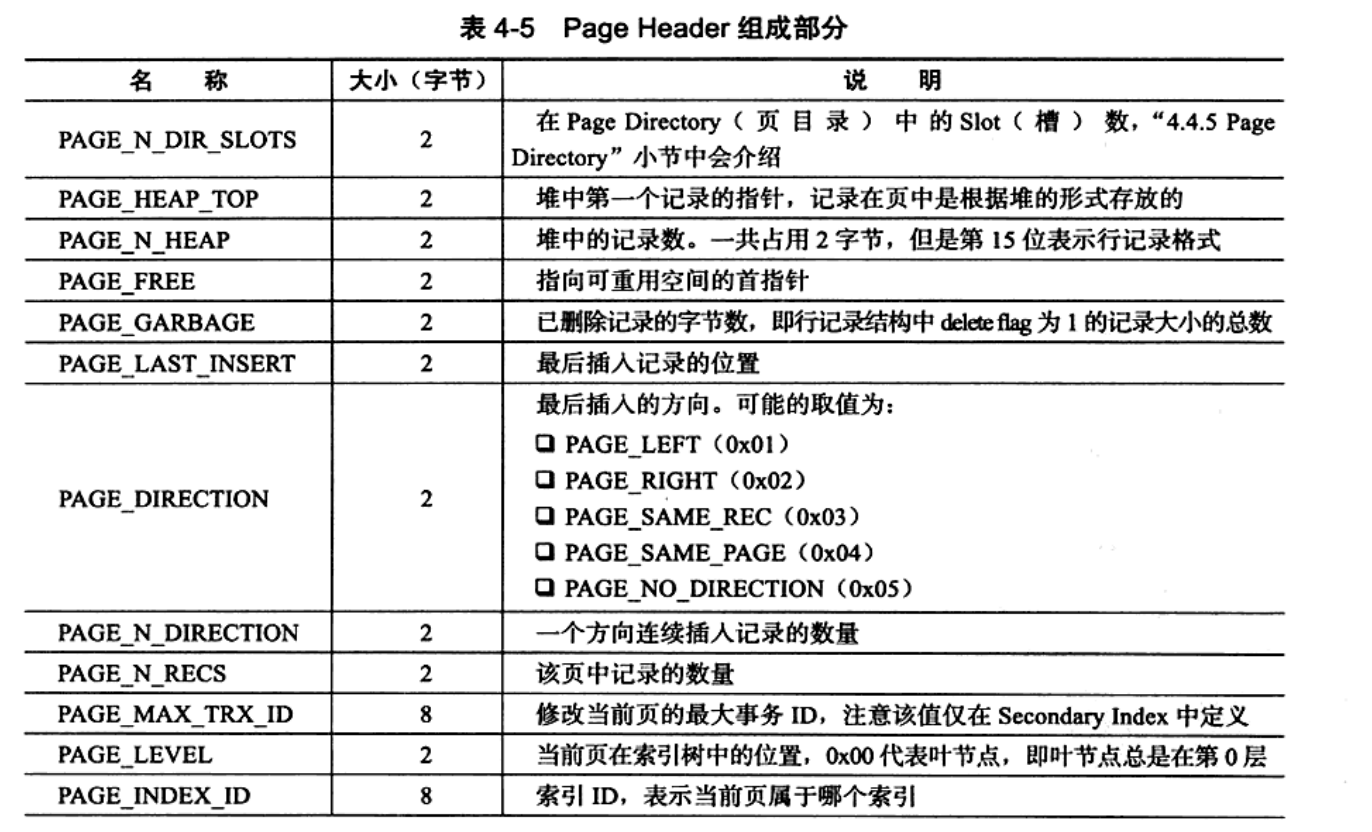 表 4-5 Page Header 组成部分
名 称 大小（字节） 说 明
PAGE_N_DIR_SLOTS 2 在 Page Directory（页目录）中的 Slot（槽）数，“4.4.5 Page
Directory”小节中会介绍
PAGE_HEAP_TOP 2 堆中第一个记录的指针，记录在页中是根据堆的形式存放的
PAGE_N_HEAP 2 堆中的记录数。一共占用 2 字节，但是第 15 位表示行记录格式
PAGE_FREE 2 指向可重用空间的首指针
PAGE_GARBAGE 2 已删除记录的字节数，即行记录结构中 delete flag 为 1 的记录大小的总数
PAGE_LAST_INSERT 2 最后插入记录的位置
最后插入的方向。可能的取值为：
PAGE_LEFT（0x01）
PAGE_RIGHT（0x02）
PAGE_DIRECTION 2 PAGE_SAME_REC（0x03）
PAGE_SAME_PAGE（0x04）
PAGE_NO_DIRECTION（0x05）
PAGE_N_DIRECTION 2 一个方向连续插入记录的数量
PAGE_N_RECS 2 该页中记录的数量
PAGE_MAX_TRX_ID 8 修改当前页的最大事务 ID，注意该值仅在 Secondary Index 中定义
PAGE_LEVEL 2 当前页在索引树中的位置，0x00 代表叶节点，即叶节点总是在第 0 层
PAGE_INDEX_ID 8 索引 ID，表示当前页属于哪个索引